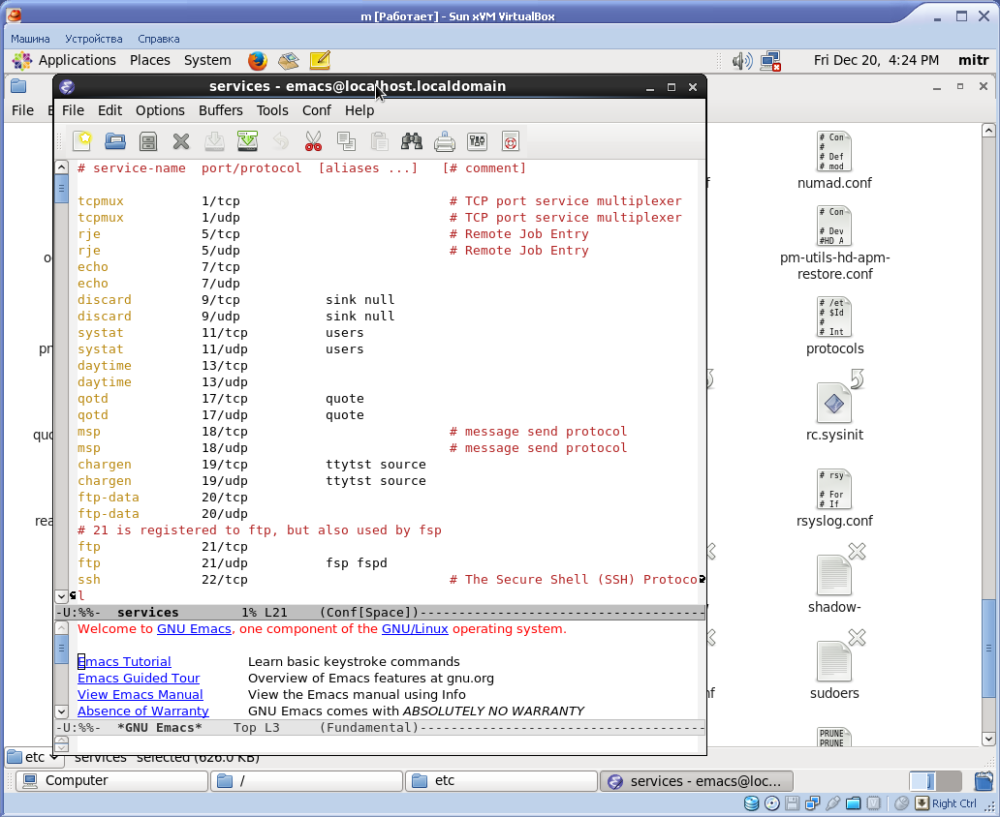 m [Работает] - Sun xVM VirtualBox
Машина Устройства Справка
Applications Places System Fri Dec 20, 4:24 PM mitr
services - emacs@localhost.localdomain
File
File Edit Options Buffers Tools Conf Help
# service-name port/protocol [aliases ...] [# comment]
tcpmux 1/tcp # TCP port service multiplexer
tcpmux 1/udp # TCP port service multiplexer
rje 5/tcp # Remote Job Entry
rje 5/udp # Remote Job Entry
echo 7/tcp
echo 7/udp
discard 9/tcp sink null
discard 9/udp sink null
systat 11/tcp users
systat 11/udp users
daytime 13/tcp
daytime 13/udp
qotd 17/tcp quote
qotd 17/udp quote
msp 18/tcp # message send protocol
msp 18/udp # message send protocol
chargen 19/tcp ttytst source
chargen 19/udp ttytst source
ftp-data 20/tcp
ftp-data 20/udp
# 21 is registered to ftp, but also used by fsp
ftp 21/tcp
ftp 21/udp fsp fspd
ssh 22/tcp # The Secure Shell (SSH) Protoco
l
-U:%%- services 1% L21 (Conf[Space])-------------------------------------
Welcome to GNU Emacs, one component of the GNU/Linux operating system.
Emacs Tutorial Learn basic keystroke commands
Emacs Guided Tour Overview of Emacs features at gnu.org
View Emacs Manual View the Emacs manual using Info
Absence of Warranty GNU Emacs comes with ABSOLUTELY NO WARRANTY
-U:%%- *GNU Emacs* Top L3 (Fundamental)-------------------------------------
# Con
#
# Def
# mod
numad.conf
# Con
# Dev
#HD A
pm-utils-hd-apm-
restore.conf
# /et
# $Id
#
# Int
protocols
rc.sysinit
# rsy
# For
# If
rsyslog.conf
shadow-
sudoers
PRUNE
PRUNE
etc "services" selected (626.0 KB)
Computer / etc services - emacs@loc...
Right Ctrl